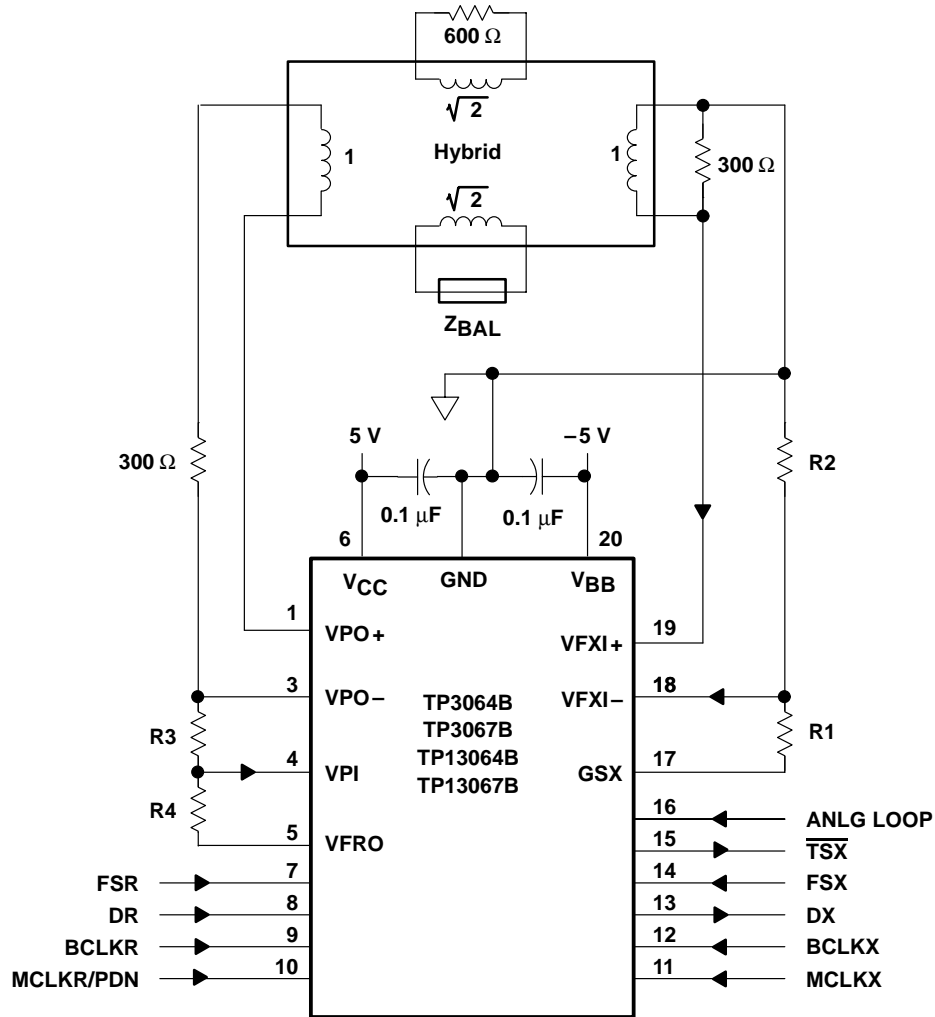 600 Ω
√2
1
Hybrid
1
300 Ω
√2
ZBAL
5 V
–5 V
300 Ω
R2
0.1 µF
0.1 µF
6
20
VCC
GND
VBB
1
VPO+
19
VFXI+
3
VPO–
TP3064B
TP3067B
TP13064B
TP13067B
18
VFXI–
R3
R1
4
VPI
17
GSX
R4
5
VFRO
16
ANLG LOOP
15
TSX
FSR
7
14
FSX
DR
8
13
DX
BCLKR
9
12
BCLKX
MCLKR/PDN
10
11
MCLKX